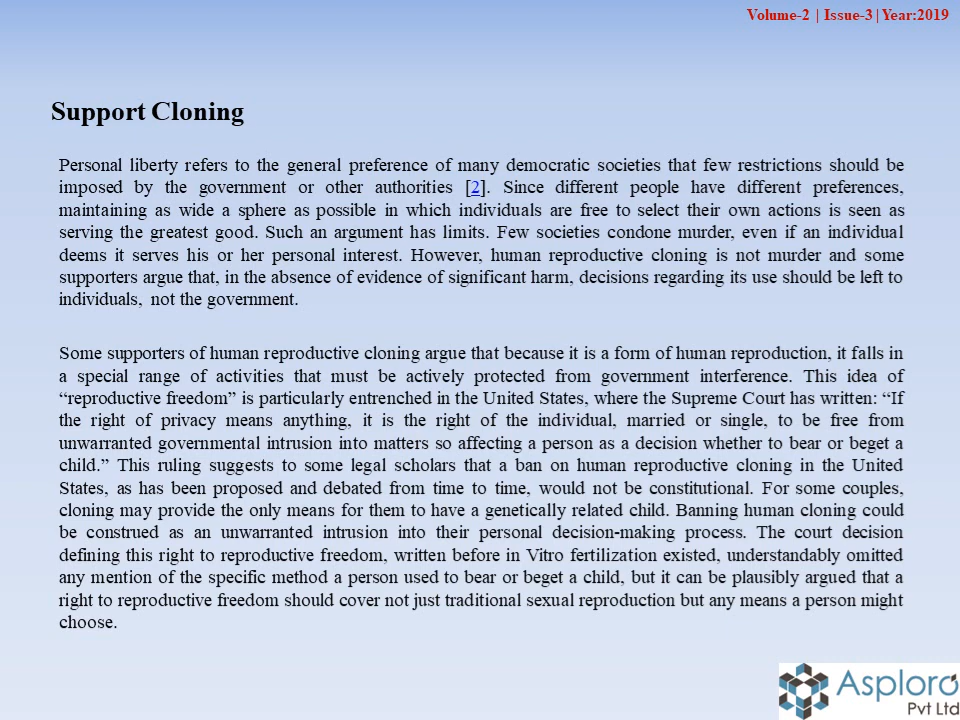 Volume-2 | Issue-3|Year:2019
Support Cloning
Personal liberty refers to the general preference of many democratic societies that few restrictions should be
imposed by the government or other authorities [2]. Since different people have different preferences,
maintaining as wide a sphere as possible in which individuals are free to select their own actions is seen as
serving the greatest good. Such an argument has limits. Few societies condone murder, even if an individual
deems it serves his or her personal interest. However, human reproductive cloning is not murder and some
supporters argue that, in the absence of evidence of significant harm, decisions regarding its use should be left to
individuals, not the government.
Some supporters of human reproductive cloning argue that because it is a form of human reproduction, it falls in
a special range of activities that must be actively protected from government interference. This idea of
“reproductive freedom” is particularly entrenched in the United States, where the Supreme Court has written: “If
the right of privacy means anything, it is the right of the individual, married or single, to be free from
unwarranted governmental intrusion into matters so affecting a person as a decision whether to bear or beget a
child.” This ruling suggests to some legal scholars that a ban on human reproductive cloning in the United
States, as has been proposed and debated from time to time, would not be constitutional. For some couples,
cloning may provide the only means for them to have a genetically related child. Banning human cloning could
be construed as an unwarranted intrusion into their personal decision-making process. The court decision
defining this right to reproductive freedom, written before in Vitro fertilization existed, understandably omitted
any mention of the specific method a person used to bear or beget a child, but it can be plausibly argued that a
right to reproductive freedom should cover not just traditional sexual reproduction but any means a person might
choose.
Asploro
Pvt Ltd